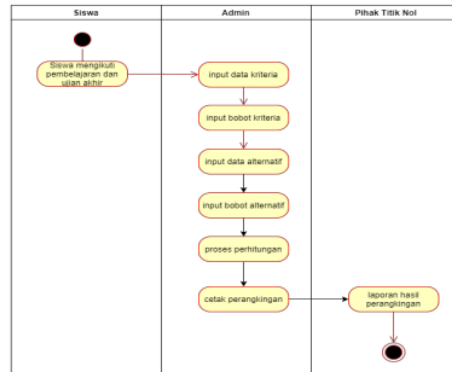 Siswa
Admin
Pihak Titik Nol
Siswa mengikuti
pembelajaran dan
ujian akhir
input data kriteria
input bobot kriteria
input data alternatif
input bobot alternatif
proses perhitungan
cetak perangkingan
laporan hasil
perangkingan